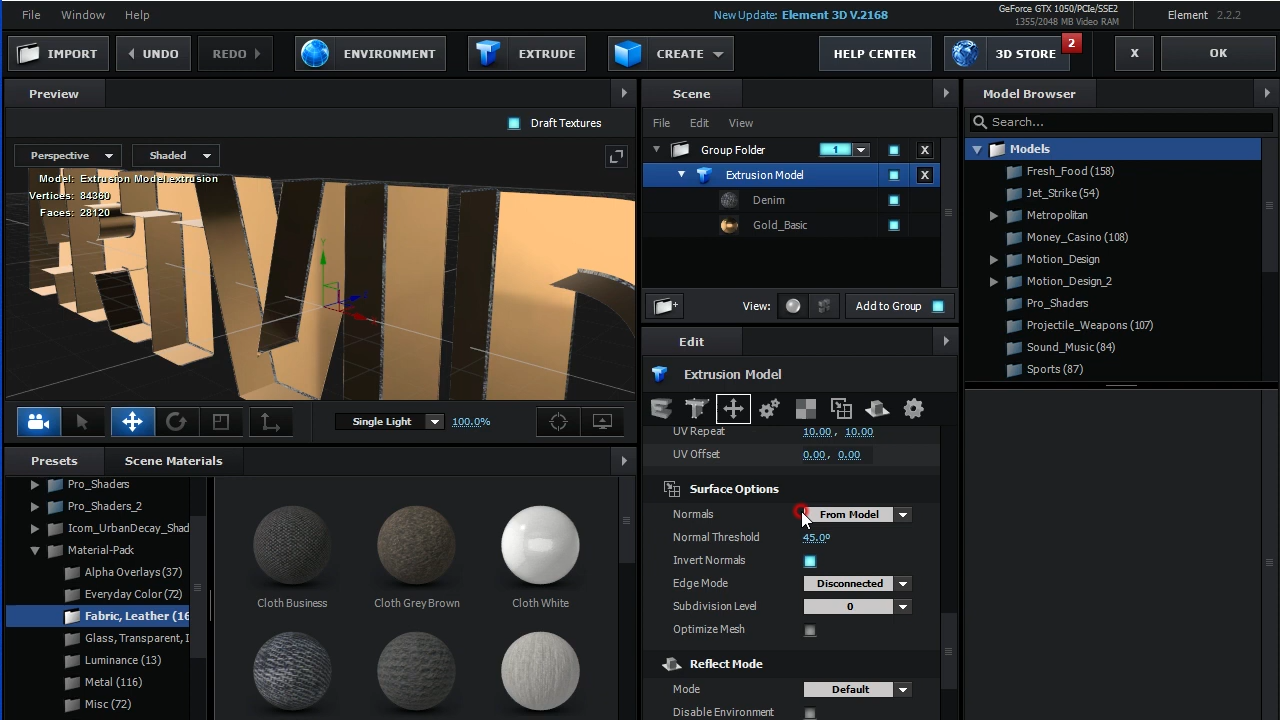 File Window Help
New Update: Element 3D V.2168
GeForce GTX 1050/PCIe/SSE2
1355/2048 MB Video RAM
Element 2.2.2
IMPORT
UNDO
REDO
ENVIRONMENT
EXTRUDE
CREATE
HELP CENTER
3D STORE
2
X
OK
Preview
Draft Textures
Perspective
Shaded
Model: Extrusion Model.extrusion
Vertices: 84360
Faces: 28120
Y
Single Light
100.0%
Presets
Scene Materials
Pro_Shaders
Pro_Shaders_2
Icom_UrbanDecay_Shad
Material-Pack
Alpha Overlays (37)
Everyday Color (72)
Fabric, Leather (16
Glass, Transparent, I
Luminance (13)
Metal (116)
Misc (72)
Cloth Business
Cloth GreyBrown
Cloth White
Scene
File Edit View
Group Folder
1
X
Extrusion Model
X
Denim
Gold_Basic
View:
Add to Group
Edit
Extrusion Model
UV Repeat 10.00, 10.00
UV Offset 0.00, 0.00
Surface Options
Normals From Model
Normal Threshold 45.0º
Invert Normals
Edge Mode Disconnected
Subdivision Level 0
Optimize Mesh
Reflect Mode
Mode Default
Disable Environment
Model Browser
Search...
Models
Fresh_Food (158)
Jet_Strike (54)
Metropolitan
Money_Casino (108)
Motion_Design
Motion_Design_2
Pro_Shaders
Projectile_Weapons (107)
Sound_Music (84)
Sports (87)